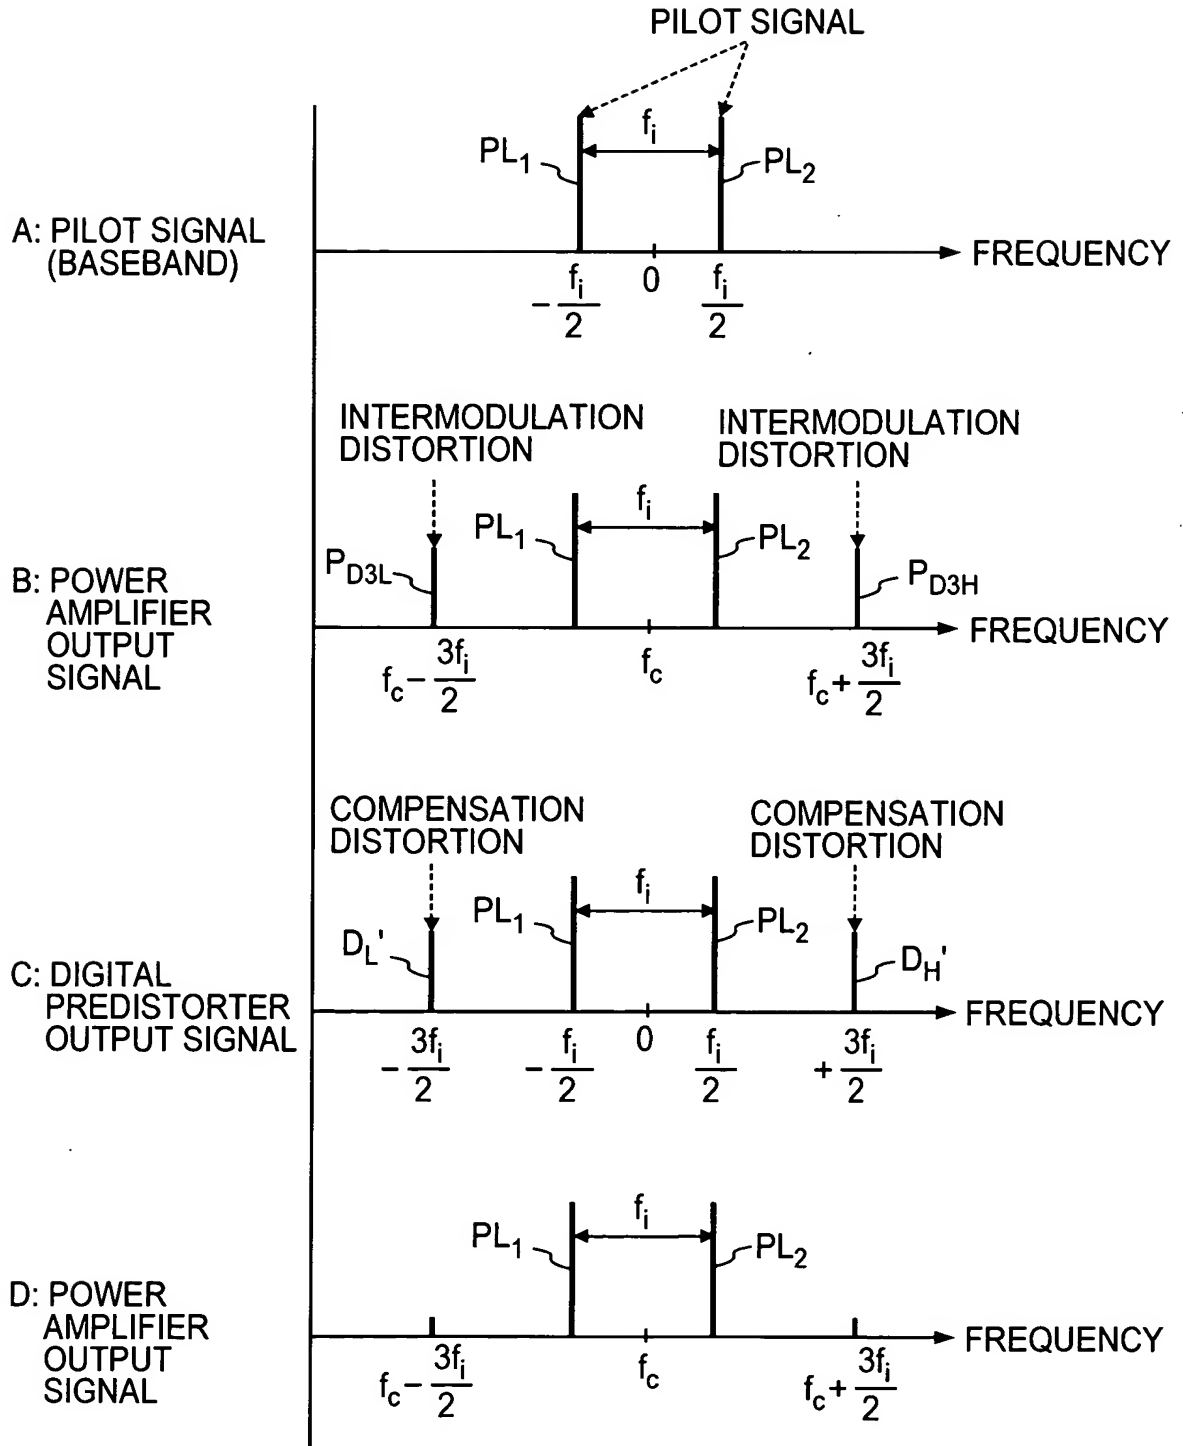 PILOT SIGNAL
f_i
PL_1
PL_2
A: PILOT SIGNAL
(BASEBAND)
FREQUENCY
-f_i/2
0
f_i/2
INTERMODULATION
DISTORTION
INTERMODULATION
DISTORTION
f_i
PL_1
PL_2
P_D3L
P_D3H
B: POWER
AMPLIFIER
OUTPUT
SIGNAL
FREQUENCY
f_c-3f_i/2
f_c
f_c+3f_i/2
COMPENSATION
DISTORTION
COMPENSATION
DISTORTION
f_i
PL_1
PL_2
D_L'
D_H'
C: DIGITAL
PREDISTORTER
OUTPUT SIGNAL
FREQUENCY
-3f_i/2
-f_i/2
0
f_i/2
+3f_i/2
f_i
PL_1
PL_2
D: POWER
AMPLIFIER
OUTPUT
SIGNAL
FREQUENCY
f_c-3f_i/2
f_c
f_c+3f_i/2